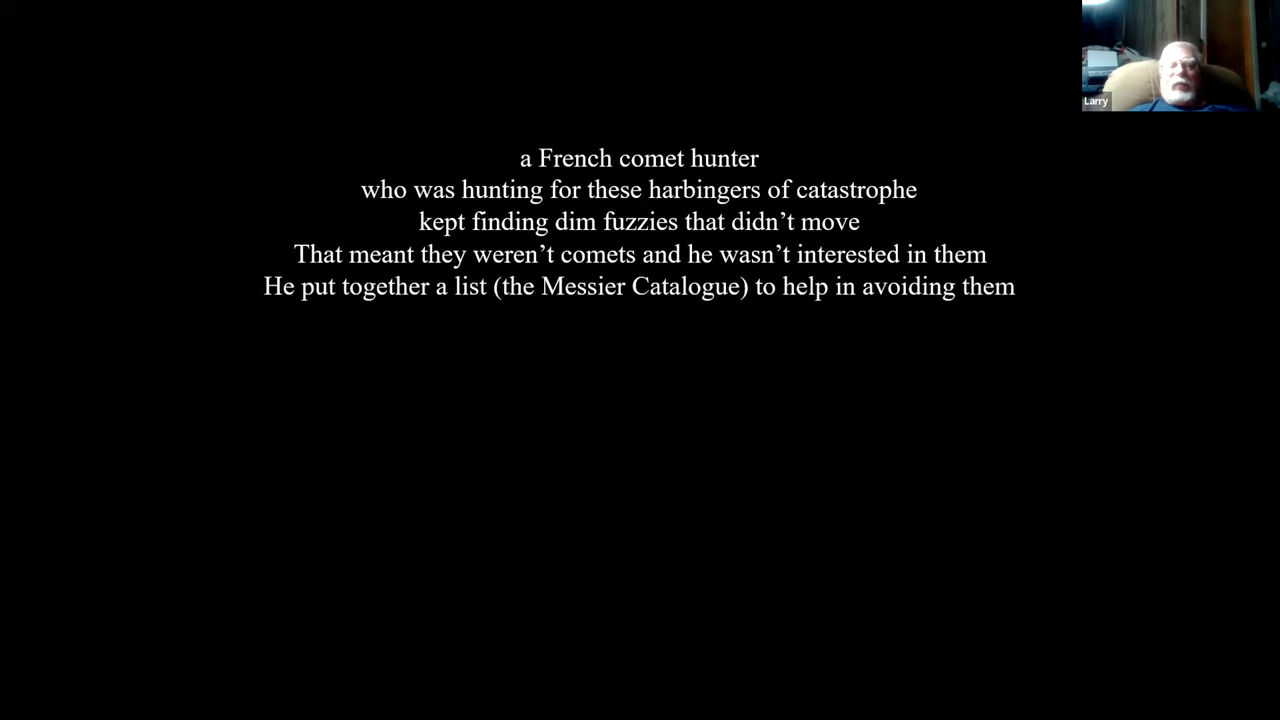 Larry
a French comet hunter
who was hunting for these harbingers of catastrophe
kept finding dim fuzzies that didn’t move
That meant they weren’t comets and he wasn’t interested in them
He put together a list (the Messier Catalogue) to help in avoiding them